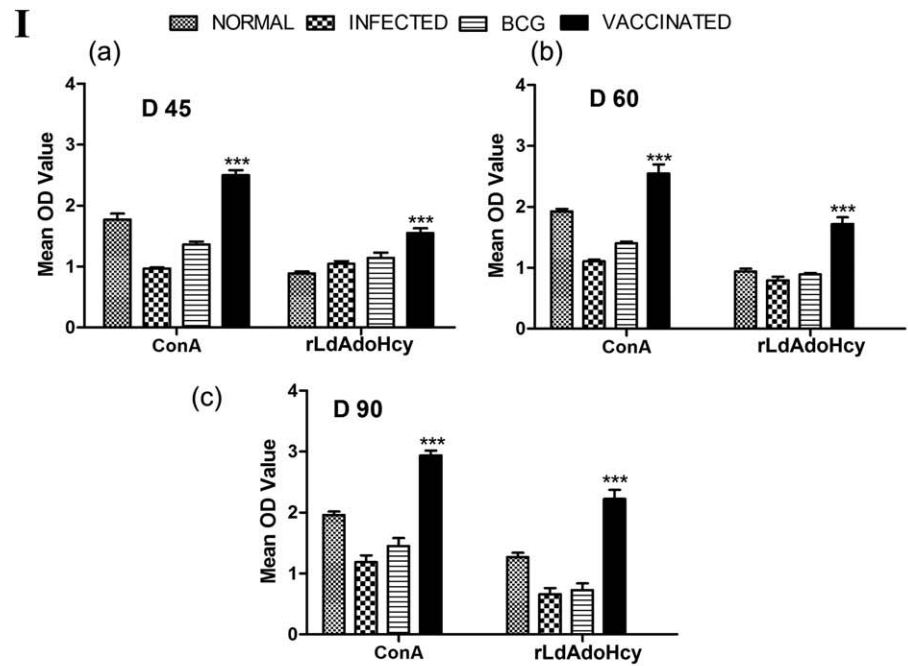 I
NORMAL INFECTED BCG VACCINATED
(a)
D 45
Mean OD Value
4
3
2
1
0
***
***
ConA rLdAdoHcy
(b)
D 60
Mean OD Value
4
3
2
1
0
***
***
ConA rLdAdoHcy
(c)
D 90
Mean OD Value
4
3
2
1
0
***
***
ConA rLdAdoHcy